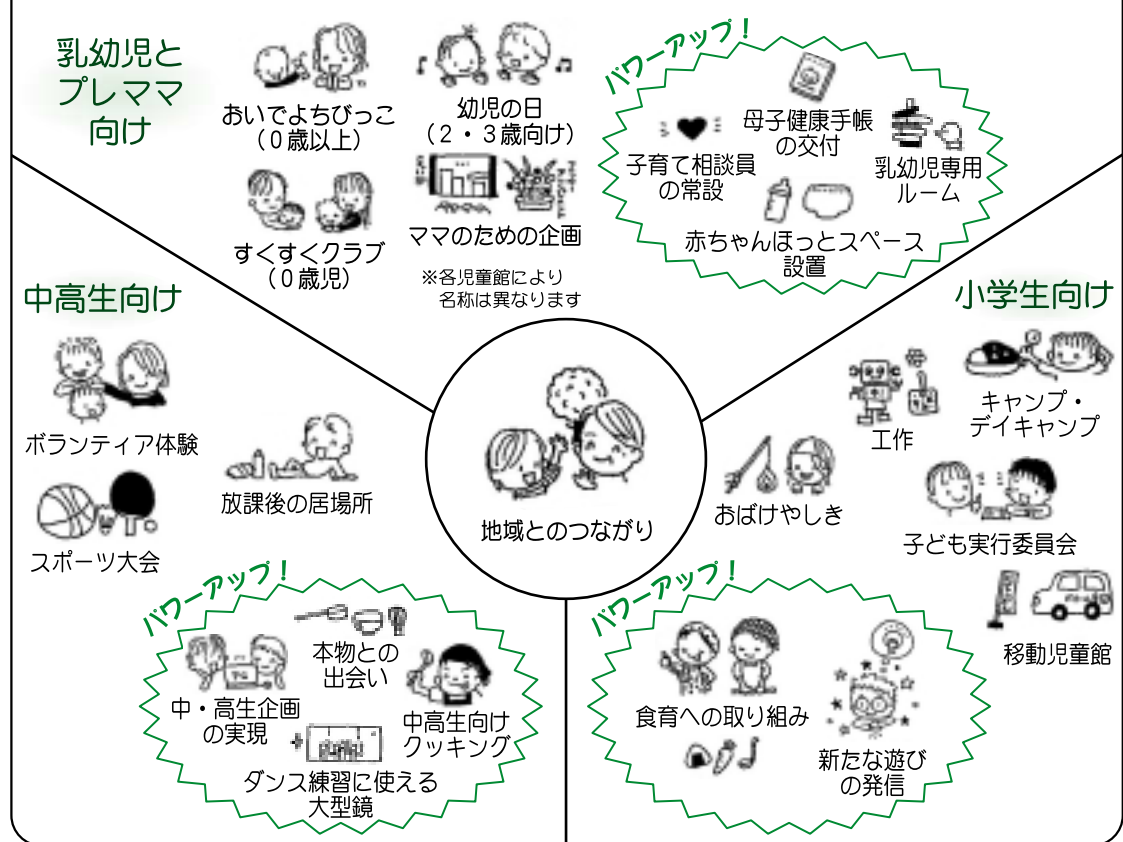 乳幼児と
プレママ
向け
おいでよちびっこ
(０歳以上)
幼児の日
(２・３歳向け)
すくすくクラブ
(０歳児)
ママのための企画
※各児童館により
名称は異なります
パワーアップ！
母子健康手帳
の交付
子育て相談員
の常設
乳幼児専用
ルーム
赤ちゃんほっとスペース
設置
中高生向け
ボランティア体験
放課後の居場所
スポーツ大会
パワーアップ！
本物との
出会い
中・高生企画
の実現
中高生向け
クッキング
ダンス練習に使える
大型鏡
地域とのつながり
小学生向け
キャンプ・
デイキャンプ
工作
おばけやしき
子ども実行委員会
移動児童館
パワーアップ！
食育への取り組み
新たな遊び
の発信